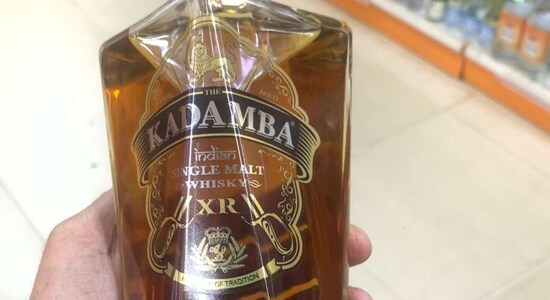 THE
KADAMBA
indian
SINGLE MALT
WHISKY
XR
OF TRADITION